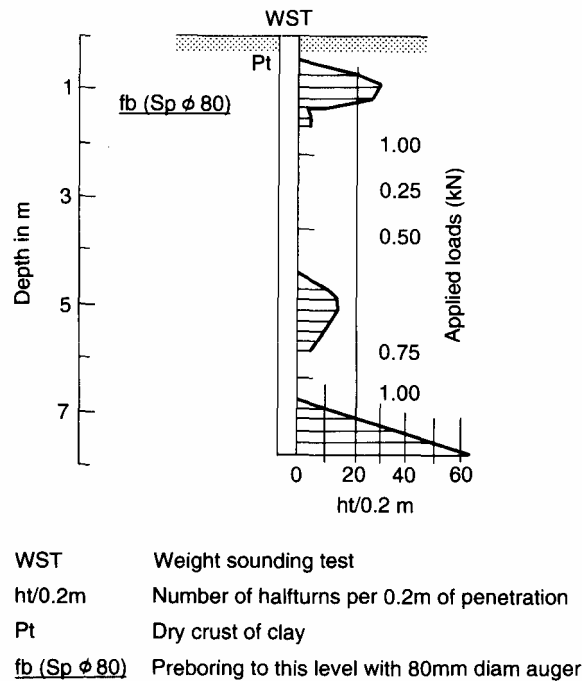 WST
Pt
1
fb (Sp ϕ 80)
1.00
3
0.25
0.50
5
0.75
1.00
7
Depth in m
Applied loads (kN)
0 20 40 60
ht/0.2 m
WST Weight sounding test
ht/0.2m Number of halfturns per 0.2m of penetration
Pt Dry crust of clay
fb (Sp ϕ 80) Preboring to this level with 80mm diam auger